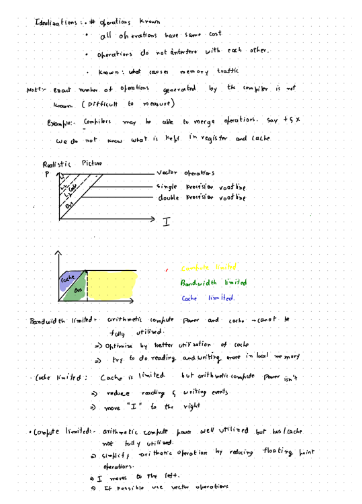 Idealizations :. # operations known
• all operations have same cost
• operations do not interfere with each other.
• known: what causes memory traffic
Note:- exact number of operations generated by the compiler is not
known (Difficult to measure)
Example:- Compilers may be able to merge operation. say + & x
we do not know what is kept in register and cache
Realistic Picture
P
Vector operations
single precision roofline
double precision roofline
I
compute limited
cache
Bandwidth limited
Cache limited.
Bandwidth limited- arithmetic compute power and cache cannot be
fully utilised.
=> Optimise by better utilisation of cache
=> try to do reading and writing more in local memory
• Cache limited: Cache is limited but arithmetic compute power isn't
=> reduce reading & writing events
=> move "I" to the right
• Compute limited:- arithmetic compute power well utilized but bus/cache
not fully utilised.
=> simplify arithmetic operation by reducing floating point
operations.
=> I moves to the left.
=> If possible use vector operations